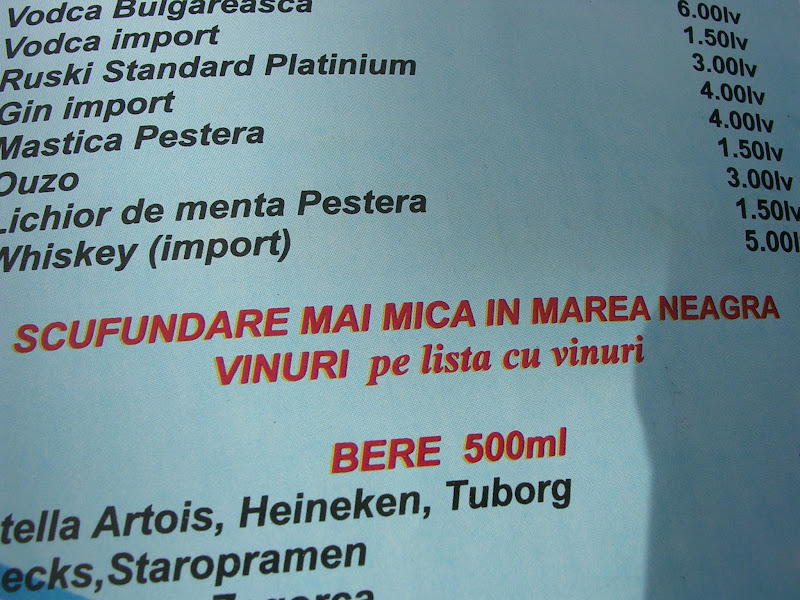 6.00lv
Vodca Bulgareasca 1.50lv
Vodca import 3.00lv
Ruski Standard Platinium 4.00lv
Gin import 4.00lv
Mastica Pestera 1.50lv
Ouzo 3.00lv
Lichior de menta Pestera 1.50lv
Whiskey (import) 5.00l
SCUFUNDARE MAI MICA IN MAREA NEAGRA
VINURI pe lista cu vinuri
BERE 500ml
tella Artois, Heineken, Tuborg
ecks,Staropramen
Zagorca